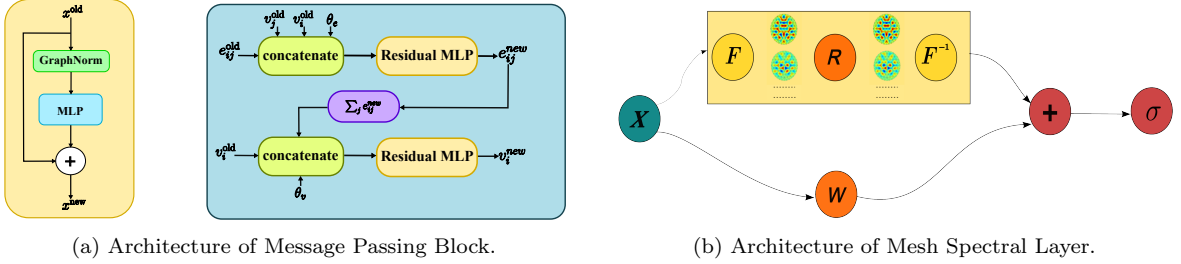 x^old
GraphNorm
MLP
+
x^new
v_j^old v_i^old θ_e
e_ij^old concatenate Residual MLP e_ij^new
∑_j e_ij^new
v_i^old concatenate Residual MLP v_i^new
θ_v
(a) Architecture of Message Passing Block.
F R F^-1
X + σ
W
(b) Architecture of Mesh Spectral Layer.